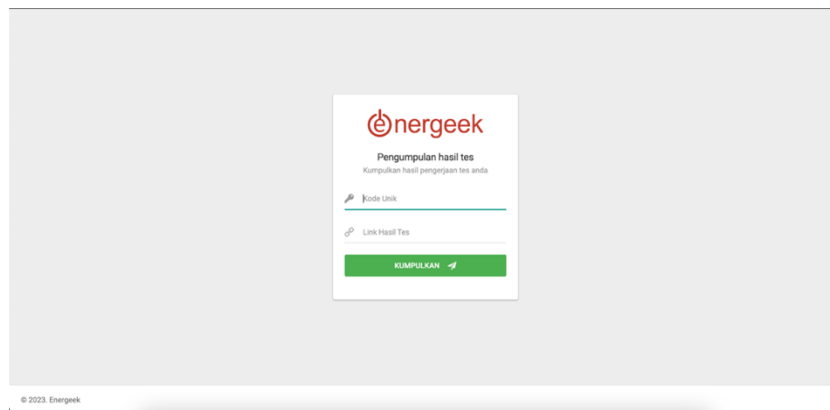 energeek
Pengumpulan hasil tes
Kumpulkan hasil pengerjaan tes anda
Kode Unik
Link Hasil Tes
KUMPULKAN
© 2023. Energeek